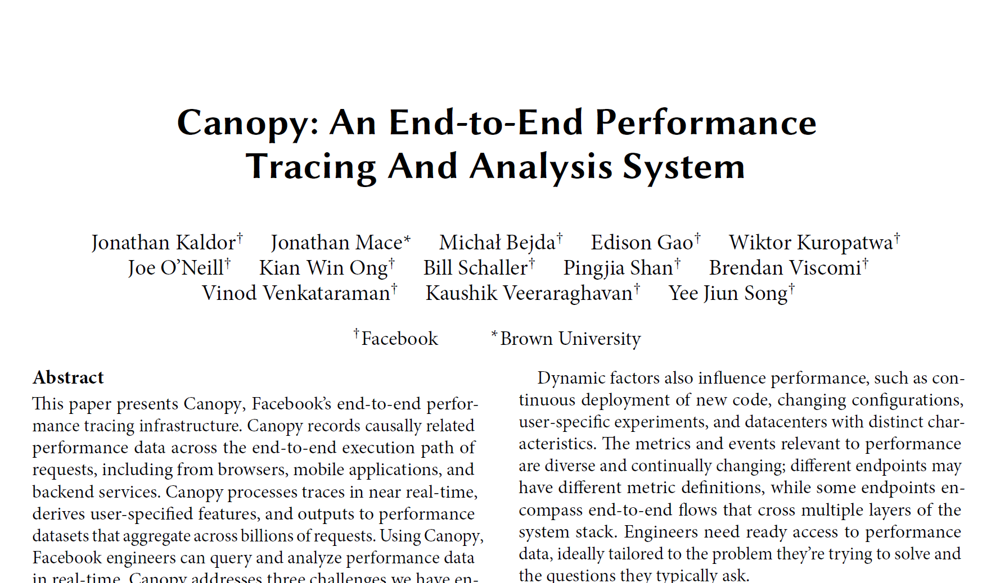 Canopy: An End-to-End Performance
Tracing And Analysis System
Jonathan Kaldor† Jonathan Mace* Michał Bejda† Edison Gao† Wiktor Kuropatwa†
Joe O’Neill† Kian Win Ong† Bill Schaller† Pingjia Shan† Brendan Viscomi†
Vinod Venkataraman† Kaushik Veeraraghavan† Yee Jiun Song†
†Facebook *Brown University
Abstract
This paper presents Canopy, Facebook’s end-to-end perfor-
mance tracing infrastructure. Canopy records causally related
performance data across the end-to-end execution path of
requests, including from browsers, mobile applications, and
backend services. Canopy processes traces in near real-time,
derives user-specified features, and outputs to performance
datasets that aggregate across billions of requests. Using Canopy,
Facebook engineers can query and analyze performance data
in real-time. Canopy addresses three challenges we have en-
Dynamic factors also influence performance, such as con-
tinuous deployment of new code, changing configurations,
user-specific experiments, and datacenters with distinct char-
acteristics. The metrics and events relevant to performance
are diverse and continually changing; different endpoints may
have different metric definitions, while some endpoints en-
compass end-to-end flows that cross multiple layers of the
system stack. Engineers need ready access to performance
data, ideally tailored to the problem they’re trying to solve and
the questions they typically ask.